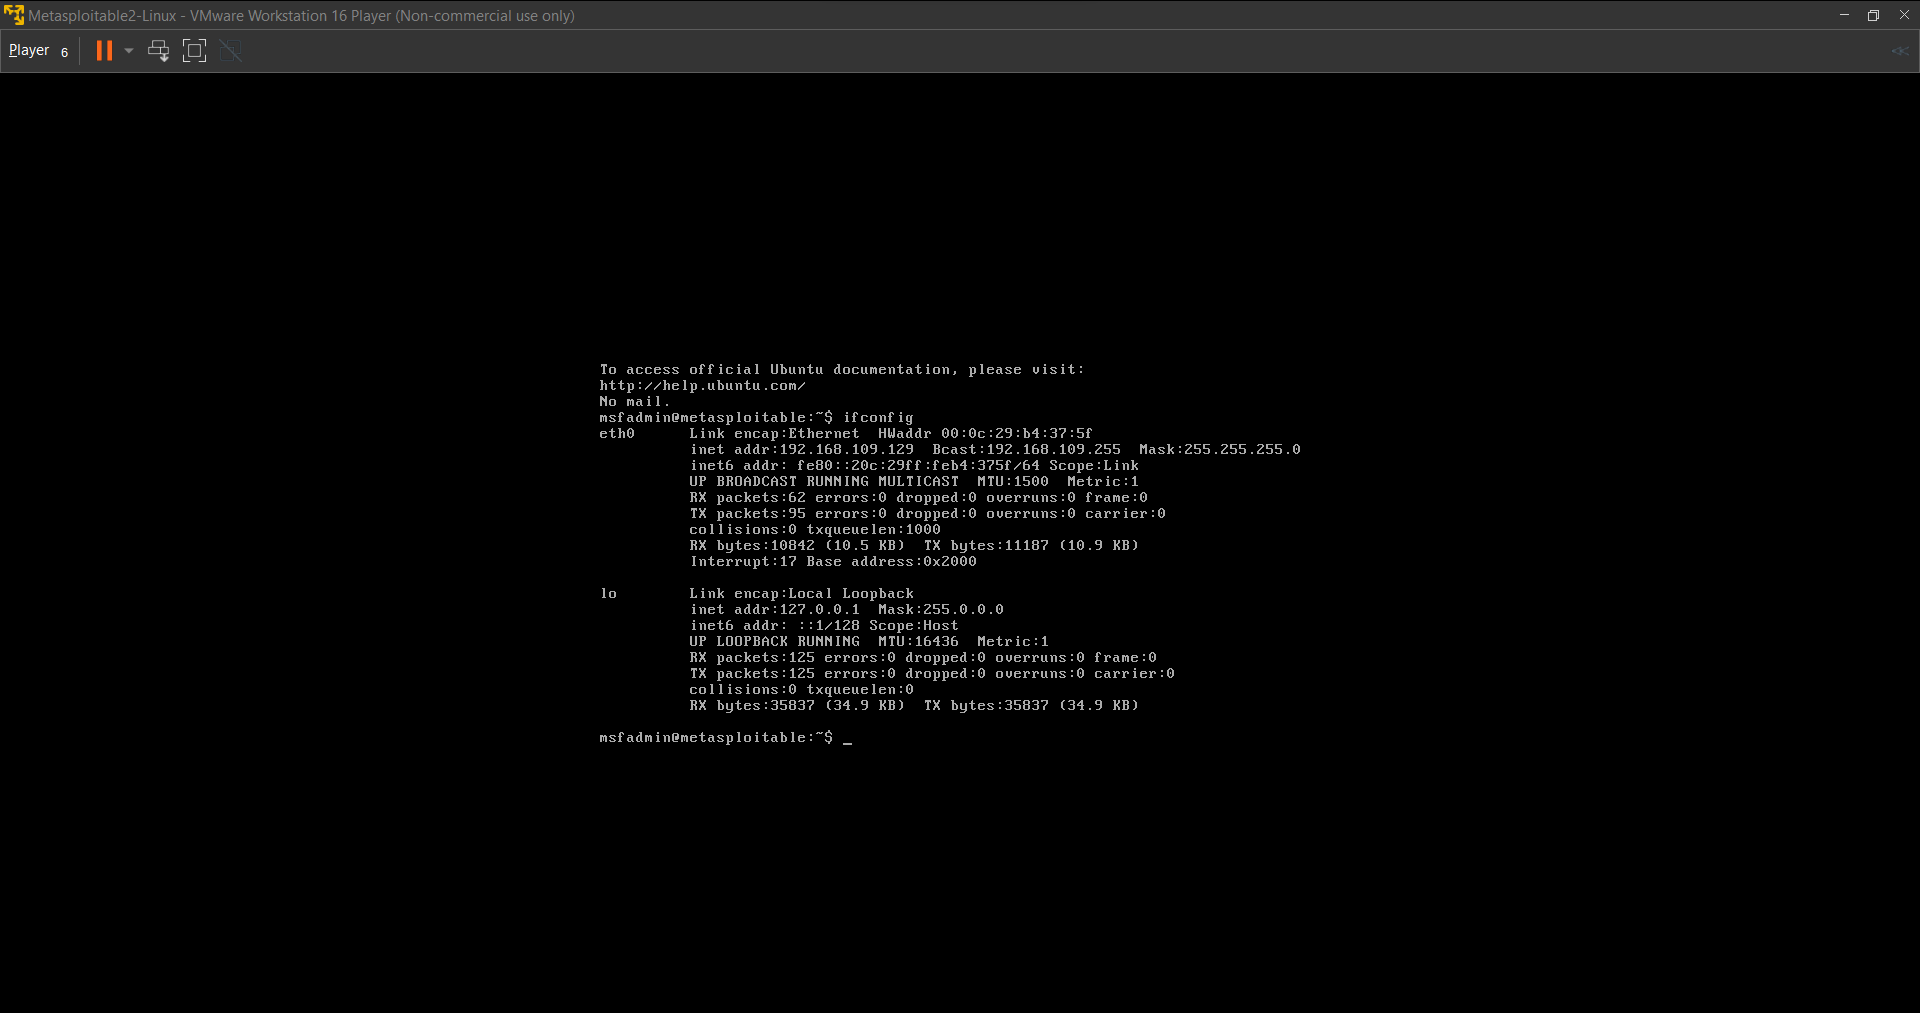 Metasploitable2-Linux - VMware Workstation 16 Player (Non-commercial use only)
Player 6
To access official Ubuntu documentation, please visit:
http://help.ubuntu.com/
No mail.
msfadmin@metasploitable:~$ ifconfig
eth0      Link encap:Ethernet  HWaddr 00:0c:29:b4:37:5f
          inet addr:192.168.109.129  Bcast:192.168.109.255  Mask:255.255.255.0
          inet6 addr: fe80::20c:29ff:feb4:375f/64 Scope:Link
          UP BROADCAST RUNNING MULTICAST  MTU:1500  Metric:1
          RX packets:62 errors:0 dropped:0 overruns:0 frame:0
          TX packets:95 errors:0 dropped:0 overruns:0 carrier:0
          collisions:0 txqueuelen:1000
          RX bytes:10842 (10.5 KB)  TX bytes:11187 (10.9 KB)
          Interrupt:17 Base address:0x2000
lo        Link encap:Local Loopback
          inet addr:127.0.0.1  Mask:255.0.0.0
          inet6 addr: ::1/128 Scope:Host
          UP LOOPBACK RUNNING  MTU:16436  Metric:1
          RX packets:125 errors:0 dropped:0 overruns:0 frame:0
          TX packets:125 errors:0 dropped:0 overruns:0 carrier:0
          collisions:0 txqueuelen:0
          RX bytes:35837 (34.9 KB)  TX bytes:35837 (34.9 KB)
msfadmin@metasploitable:~$ _